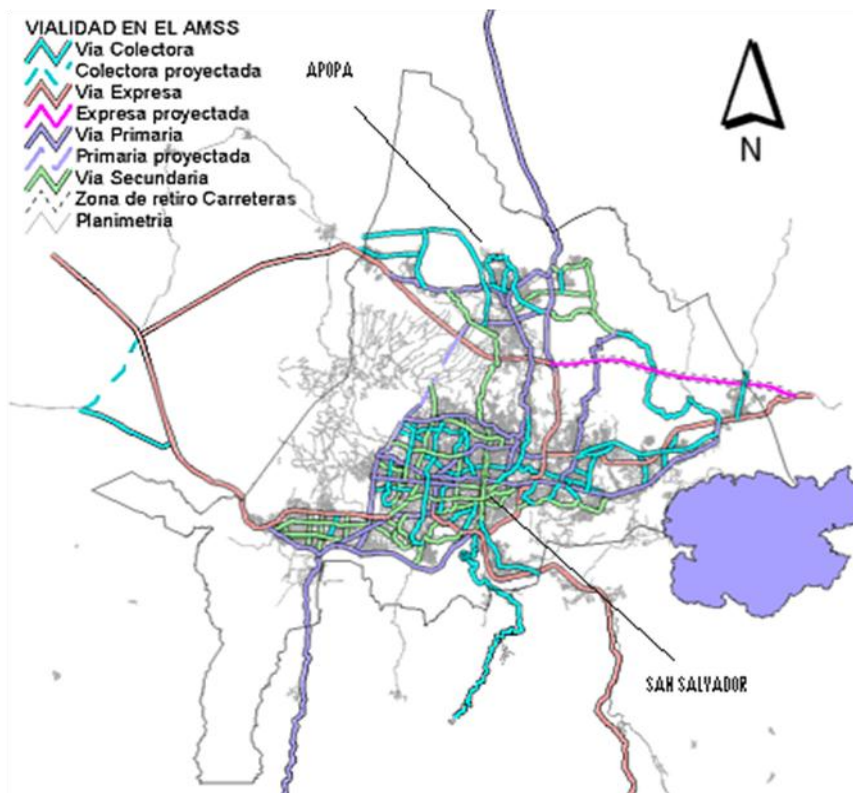 VIALIDAD EN EL AMSS
Via Colectora
Colectora proyectada
Via Expresa
Expresa proyectada
Via Primaria
Primaria proyectada
Via Secundaria
Zona de retiro Carreteras
Planimetria
APOPA
N
SAN SALVADOR